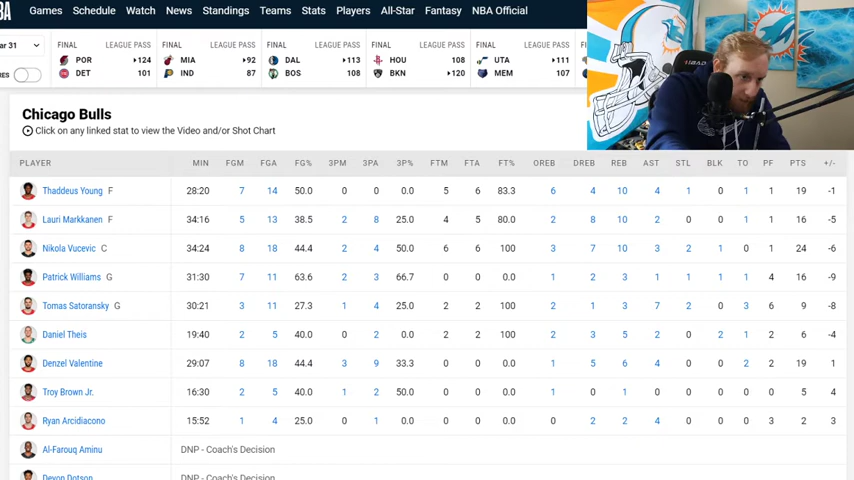 BA Games Schedule Watch News Standings Teams Stats Players All-Star Fantasy NBA Official
ar 31 FINAL LEAGUE PASS FINAL LEAGUE PASS FINAL LEAGUE PASS FINAL LEAGUE PASS FINAL LEAGUE PASS
POR 124 MIA 92 DAL 113 HOU 108 UTA 111
RES DET 101 IND 87 BOS 108 BKN 120 MEM 107
Chicago Bulls
Click on any linked stat to view the Video and/or Shot Chart
PLAYER MIN FGM FGA FG% 3PM 3PA 3P% FTM FTA FT% OREB DREB REB AST STL BLK TO PF PTS +/-
Thaddeus Young F 28:20 7 14 50.0 0 0 0.0 5 6 83.3 6 4 10 4 1 0 1 1 19 -1
Lauri Markkanen F 34:16 5 13 38.5 2 8 25.0 4 5 80.0 2 8 10 2 0 0 1 1 16 -5
Nikola Vucevic C 34:24 8 18 44.4 2 4 50.0 6 6 100 3 7 10 3 2 1 0 1 24 -6
Patrick Williams G 31:30 7 11 63.6 2 3 66.7 0 0 0.0 1 2 3 1 1 1 1 4 16 -9
Tomas Satoransky G 30:21 3 11 27.3 1 4 25.0 2 2 100 2 1 3 7 2 0 3 6 9 -8
Daniel Theis 19:40 2 5 40.0 0 2 0.0 2 2 100 2 3 5 2 0 2 1 2 6 -4
Denzel Valentine 29:07 8 18 44.4 3 9 33.3 0 0 0.0 1 5 6 4 0 0 2 2 19 1
Troy Brown Jr. 16:30 2 5 40.0 1 2 50.0 0 0 0.0 1 0 1 0 0 0 0 0 5 4
Ryan Arcidiacono 15:52 1 4 25.0 0 1 0.0 0 0 0.0 0 2 2 4 0 0 0 3 2 3
Al-Farouq Aminu DNP - Coach's Decision
Devon Dotson DNP - Coach's Decision